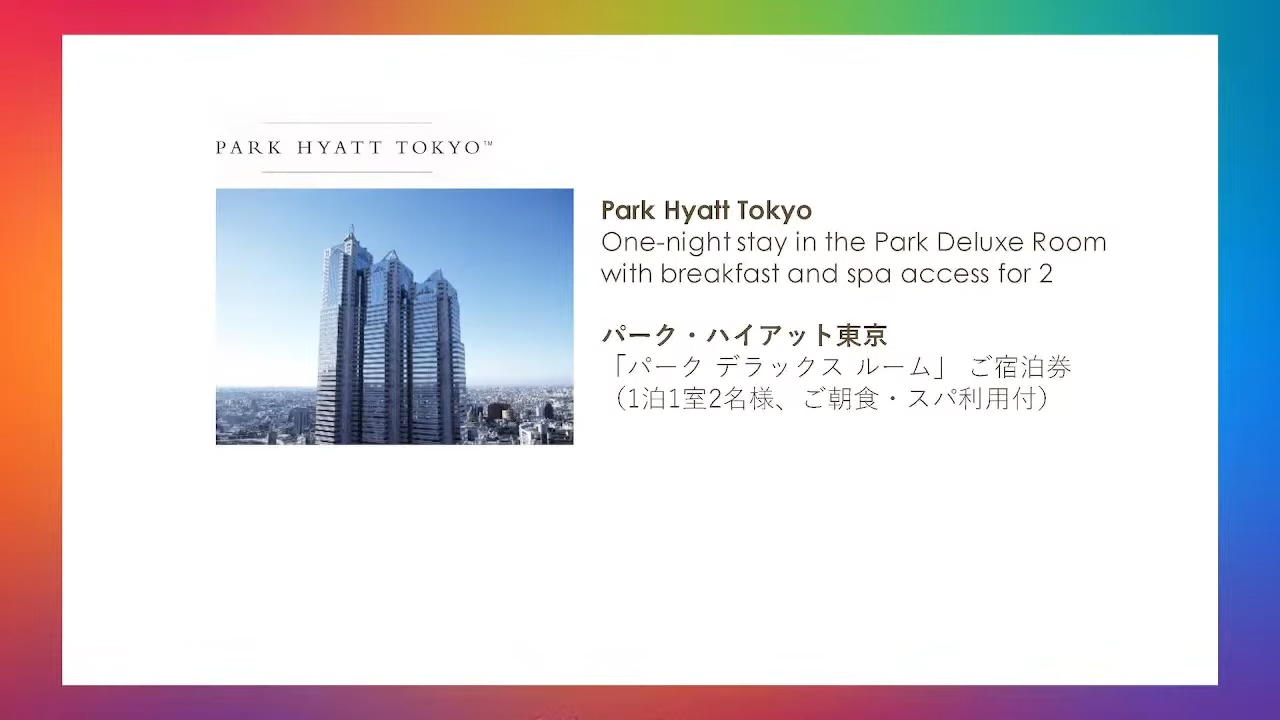 PARK HYATT TOKYO™
Park Hyatt Tokyo
One-night stay in the Park Deluxe Room
with breakfast and spa access for 2
パーク・ハイアット東京
「パーク デラックス ルーム」 ご宿泊券
（1泊1室2名様、ご朝食・スパ利用付）